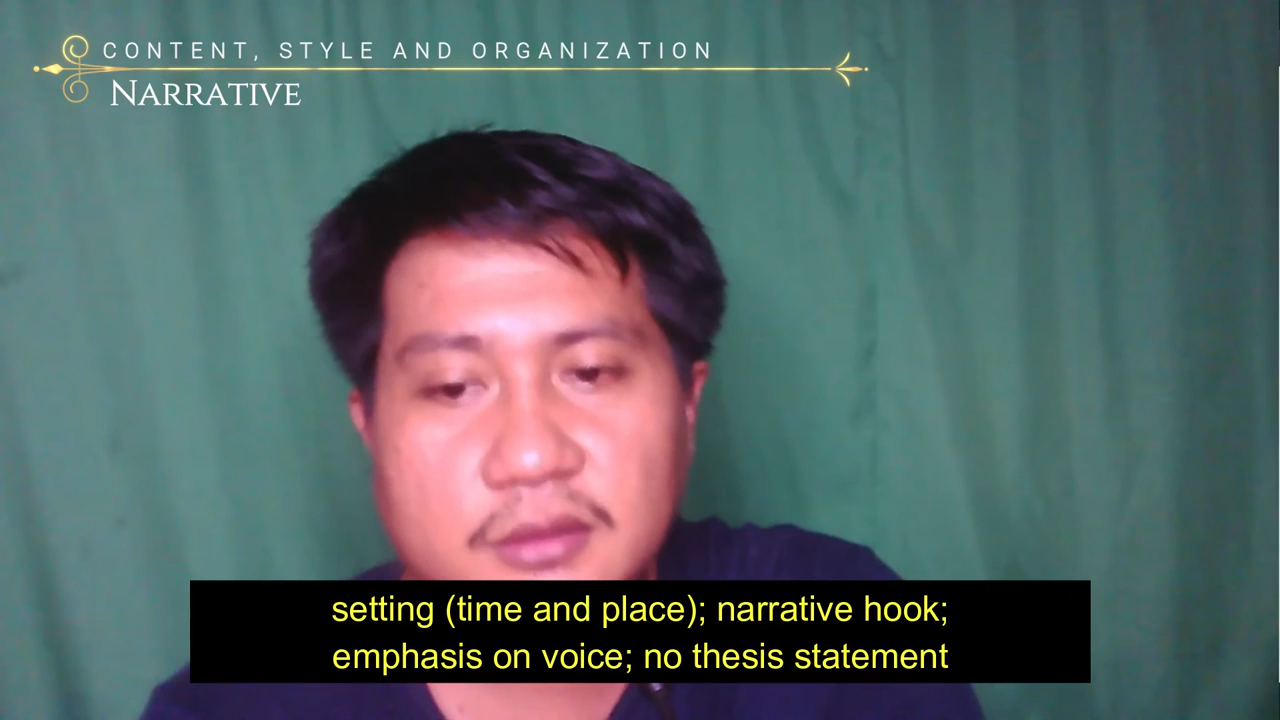 CONTENT, STYLE AND ORGANIZATION
NARRATIVE
setting (time and place); narrative hook;
emphasis on voice; no thesis statement